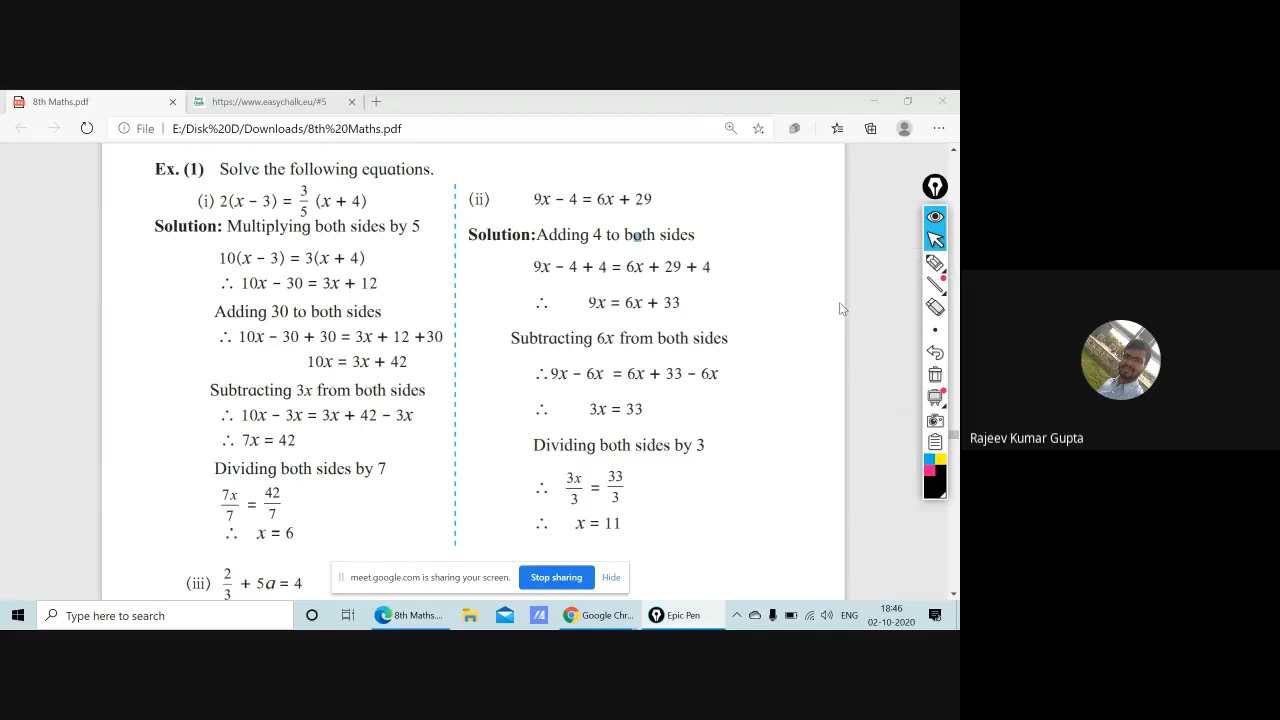 8th Maths.pdf
https://www.easychalk.eu/#5
File E:/Disk%20D/Downloads/8th%20Maths.pdf
Ex. (1) Solve the following equations.
(i) 2(x − 3) = 3/5 (x + 4)
Solution: Multiplying both sides by 5
10(x − 3) = 3(x + 4)
∴ 10x − 30 = 3x + 12
Adding 30 to both sides
∴ 10x − 30 + 30 = 3x + 12 +30
10x = 3x + 42
Subtracting 3x from both sides
∴ 10x − 3x = 3x + 42 − 3x
∴ 7x = 42
Dividing both sides by 7
7x/7 = 42/7
∴ x = 6
(iii) 2/3 + 5a = 4
(ii) 9x − 4 = 6x + 29
Solution:Adding 4 to both sides
9x − 4 + 4 = 6x + 29 + 4
∴ 9x = 6x + 33
Subtracting 6x from both sides
∴9x − 6x = 6x + 33 − 6x
∴ 3x = 33
Dividing both sides by 3
∴ 3x/3 = 33/3
∴ x = 11
meet.google.com is sharing your screen. Stop sharing Hide
Rajeev Kumar Gupta
Type here to search
8th Maths....
Google Chr...
Epic Pen
ENG
18:46
02-10-2020